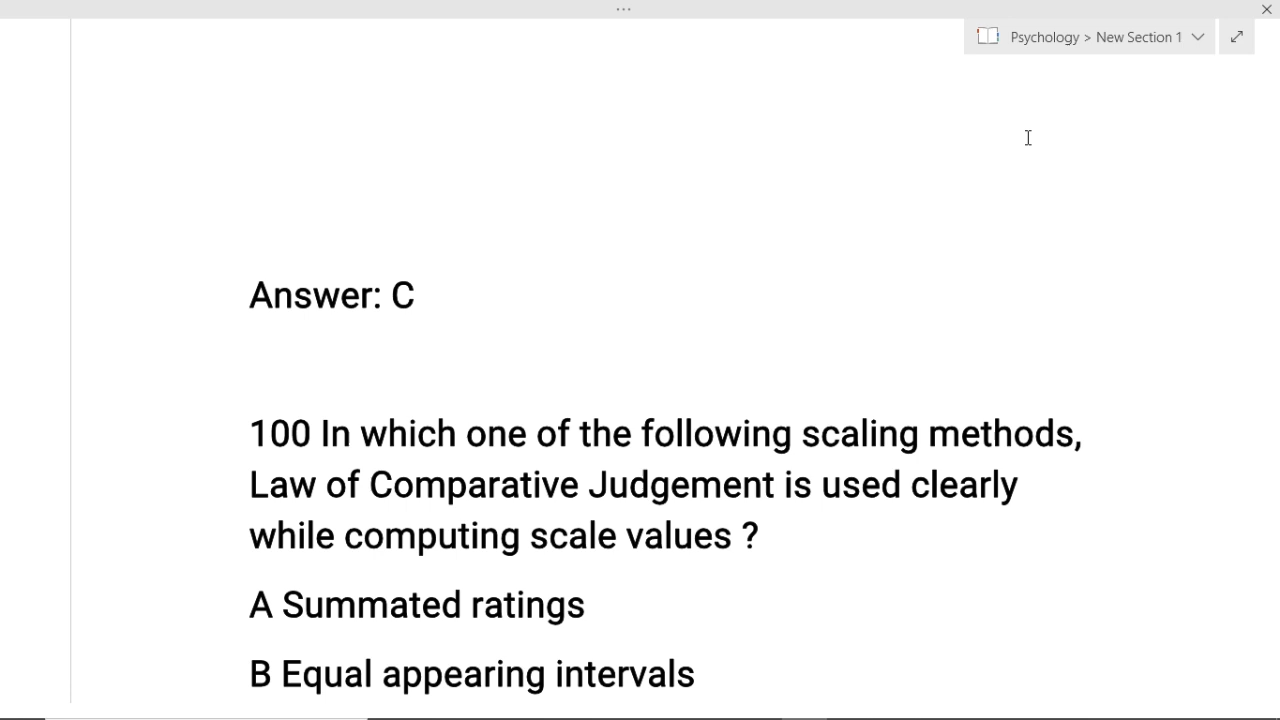 Psychology > New Section 1
Answer: C
100 In which one of the following scaling methods,
Law of Comparative Judgement is used clearly
while computing scale values ?
A Summated ratings
B Equal appearing intervals